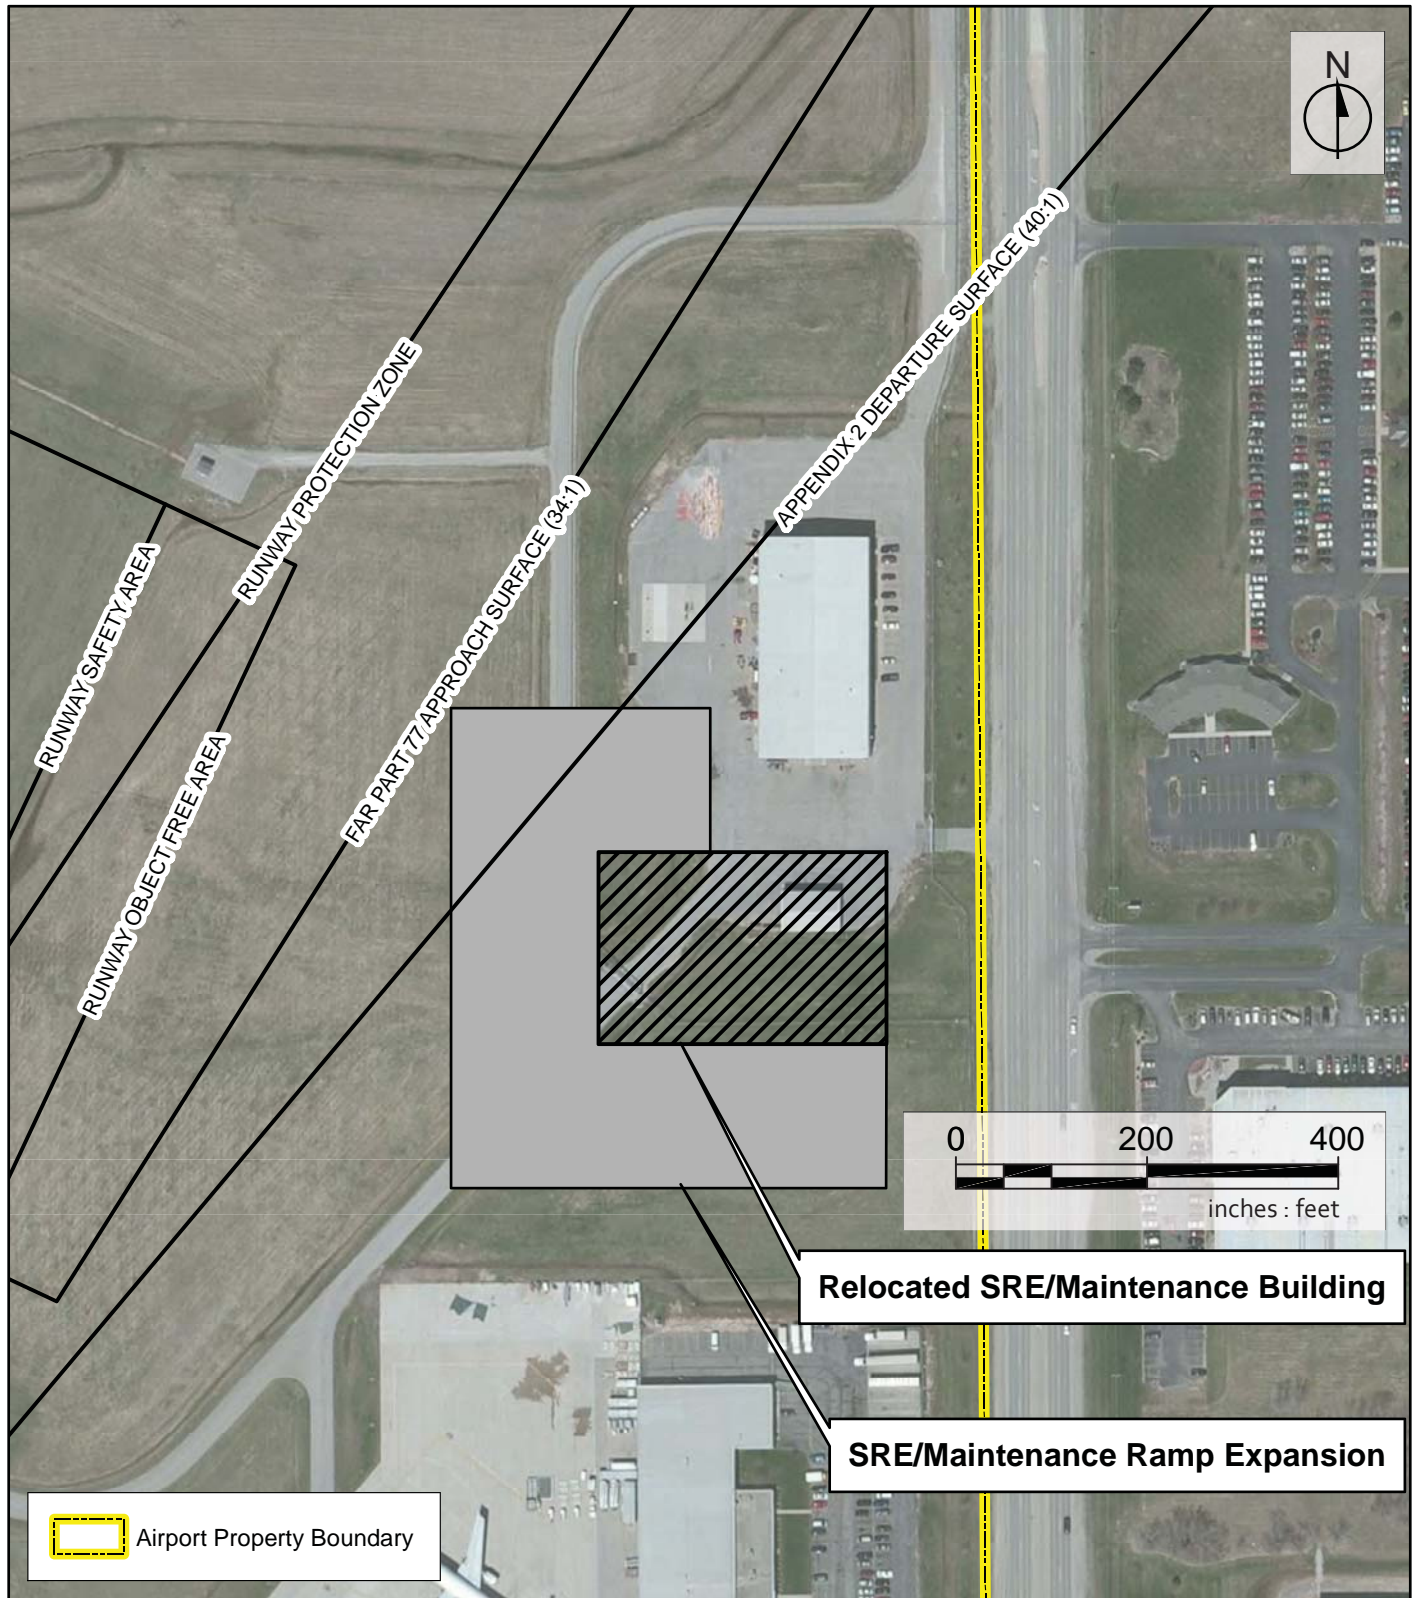 N
APPENDIX 2 DEPARTURE SURFACE (40:1)
RUNWAY PROTECTION ZONE
FAR PART 77 APPROACH SURFACE (34:1)
RUNWAY SAFETY AREA
RUNWAY OBJECT FREE AREA
0 200 400
inches : feet
Relocated SRE/Maintenance Building
SRE/Maintenance Ramp Expansion
Airport Property Boundary